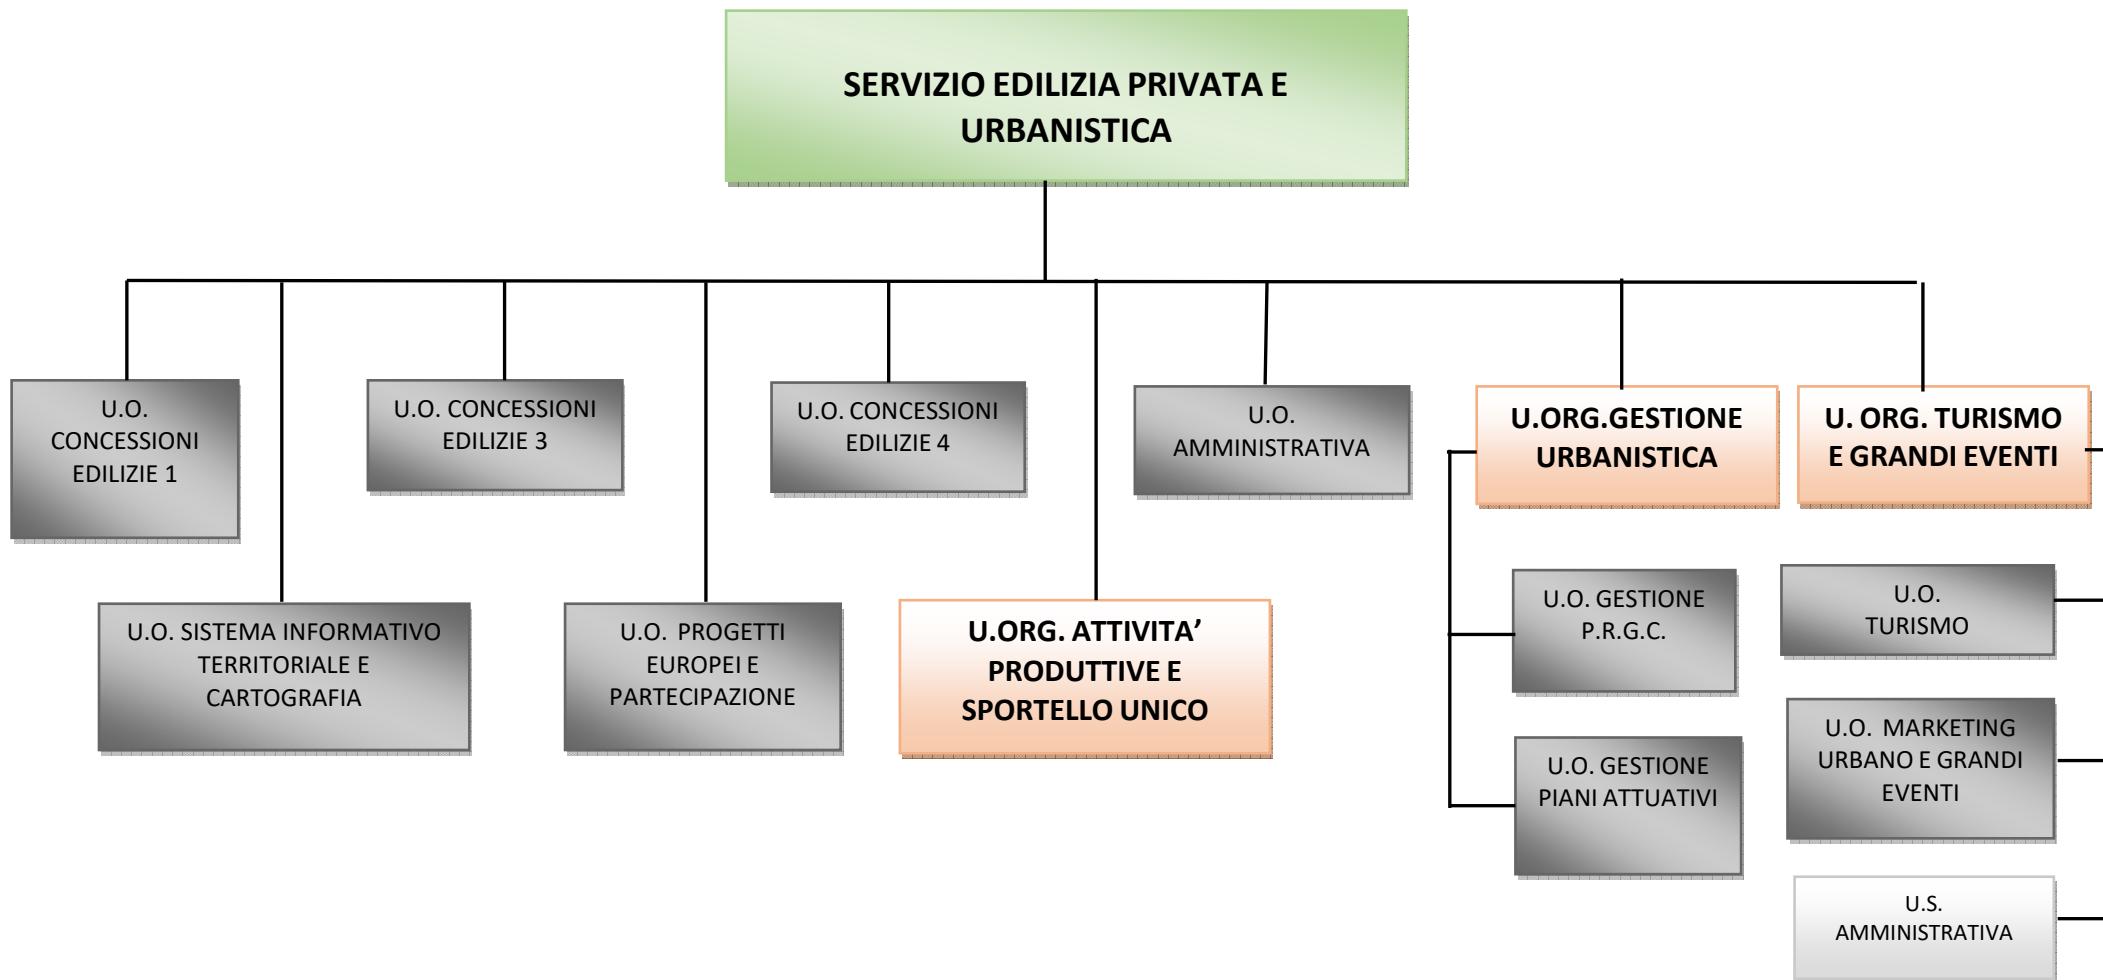 SERVIZIO EDILIZIA PRIVATA E
URBANISTICA
U.O.
CONCESSIONI
EDILIZIE 1
U.O. CONCESSIONI
EDILIZIE 3
U.O. CONCESSIONI
EDILIZIE 4
U.O.
AMMINISTRATIVA
U.ORG.GESTIONE
URBANISTICA
U. ORG. TURISMO
E GRANDI EVENTI
U.O. SISTEMA INFORMATIVO
TERRITORIALE E
CARTOGRAFIA
U.O. PROGETTI
EUROPEI E
PARTECIPAZIONE
U.ORG. ATTIVITA’
PRODUTTIVE E
SPORTELLO UNICO
U.O. GESTIONE
P.R.G.C.
U.O.
TURISMO
U.O. GESTIONE
PIANI ATTUATIVI
U.O. MARKETING
URBANO E GRANDI
EVENTI
U.S.
AMMINISTRATIVA